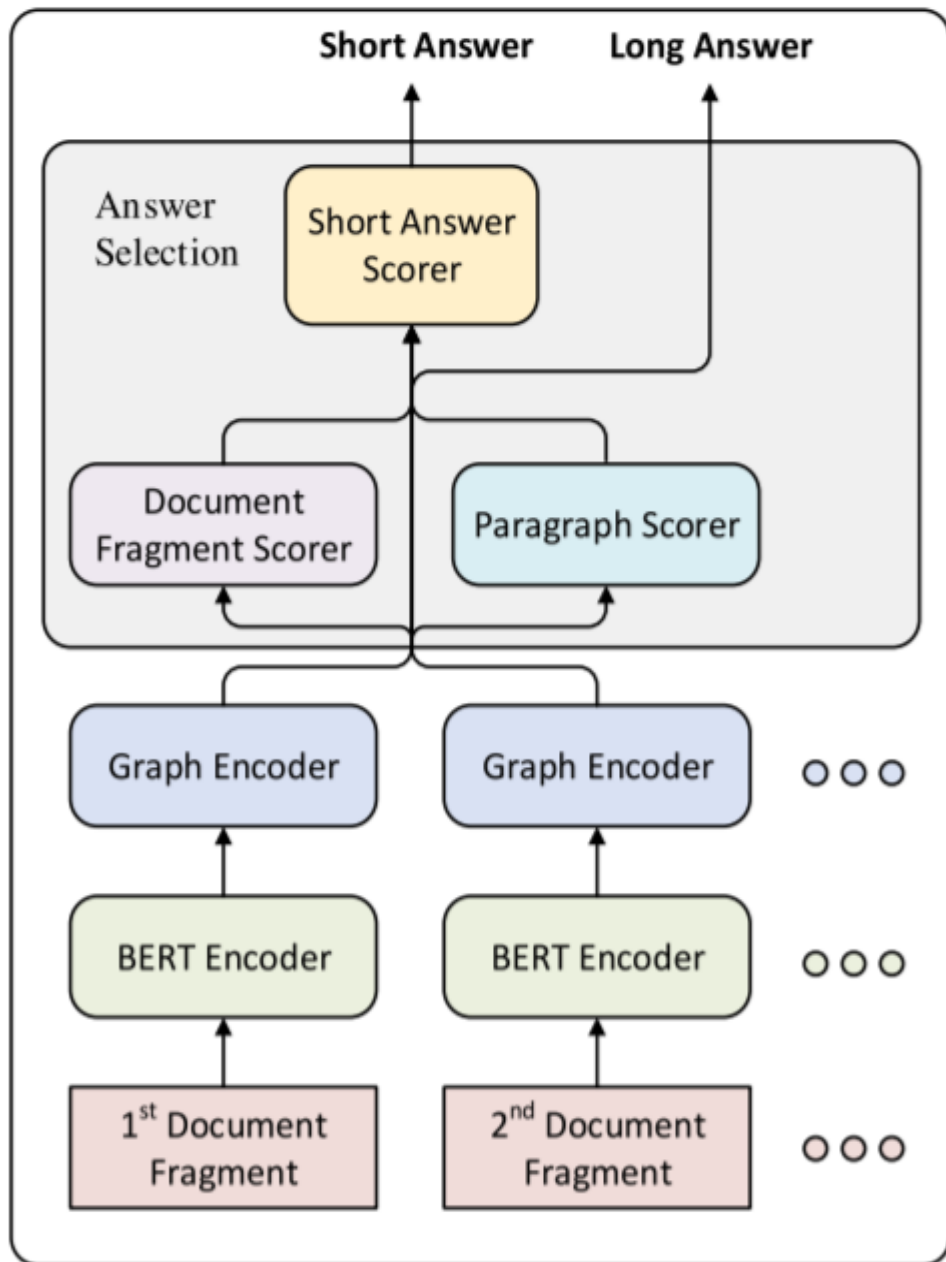 Short Answer
Long Answer
Answer
Selection
Short Answer
Scorer
Document
Fragment Scorer
Paragraph Scorer
Graph Encoder
Graph Encoder
BERT Encoder
BERT Encoder
1st Document
Fragment
2nd Document
Fragment